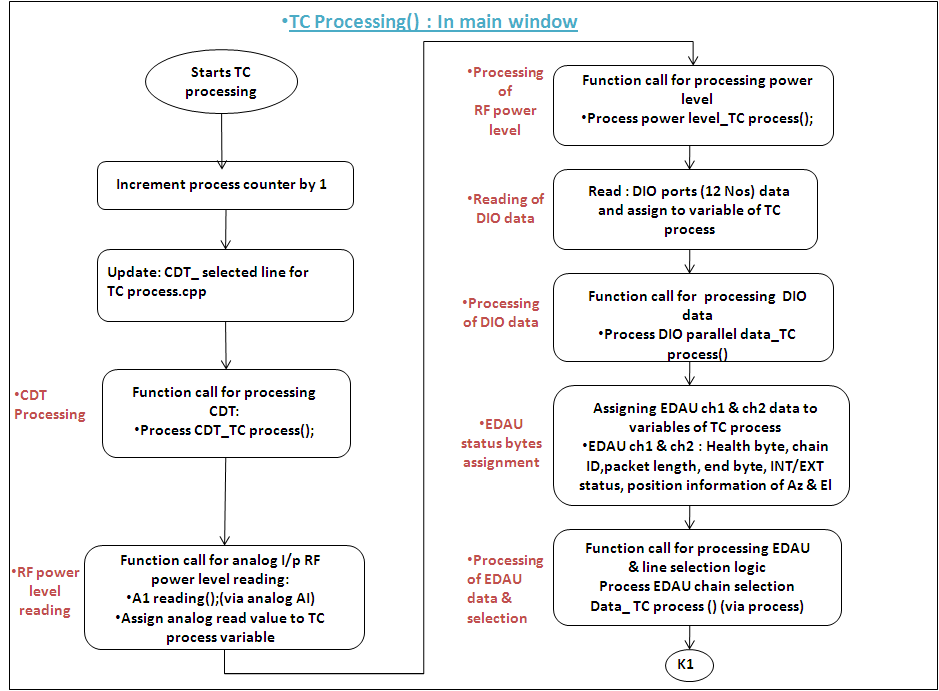 •TC Processing() : In main window
Starts TC
processing
Increment process counter by 1
Update: CDT_ selected line for
TC process.cpp
•CDT
Processing
Function call for processing
CDT:
•Process CDT_TC process();
•RF power
level
reading
Function call for analog I/p RF
power level reading:
•A1 reading();(via analog AI)
•Assign analog read value to TC
process variable
•Processing
of
RF power
level
Function call for processing power
level
•Process power level_TC process();
•Reading of
DIO data
Read : DIO ports (12 Nos) data
and assign to variable of TC
process
•Processing
of DIO data
Function call for processing DIO
data
•Process DIO parallel data_TC
process()
•EDAU
status bytes
assignment
Assigning EDAU ch1 & ch2 data to
variables of TC process
•EDAU ch1 & ch2 : Health byte, chain
ID,packet length, end byte, INT/EXT
status, position information of Az & El
•Processing
of EDAU
data &
selection
Function call for processing EDAU
& line selection logic
Process EDAU chain selection
Data_ TC process () (via process)
K1